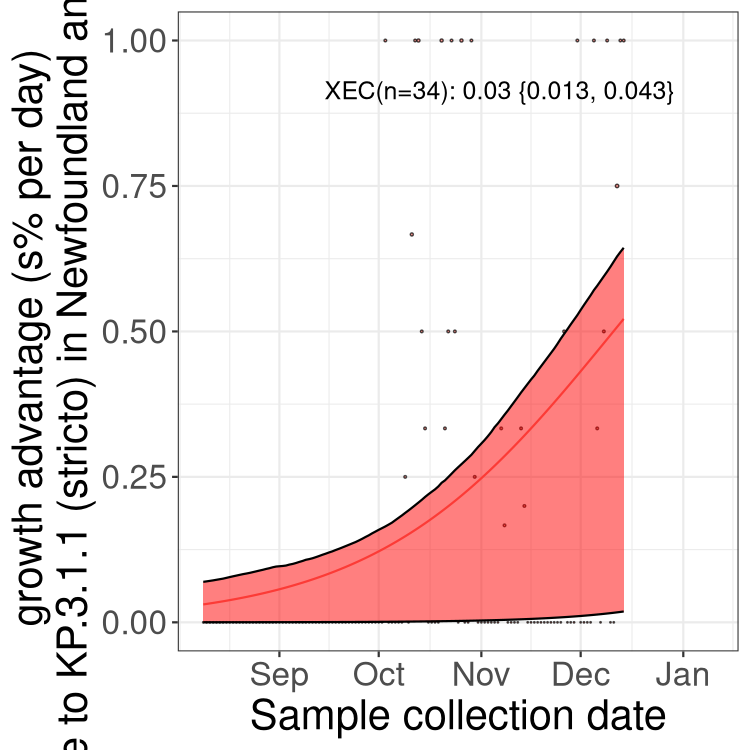 growth advantage (s% per day)
to KP.3.1.1 (stricto) in Newfoundland
1.00
0.75
0.50
0.25
0.00
XEC(n=34): 0.03 {0.013, 0.043}
Sep Oct Nov Dec Jan
Sample collection date